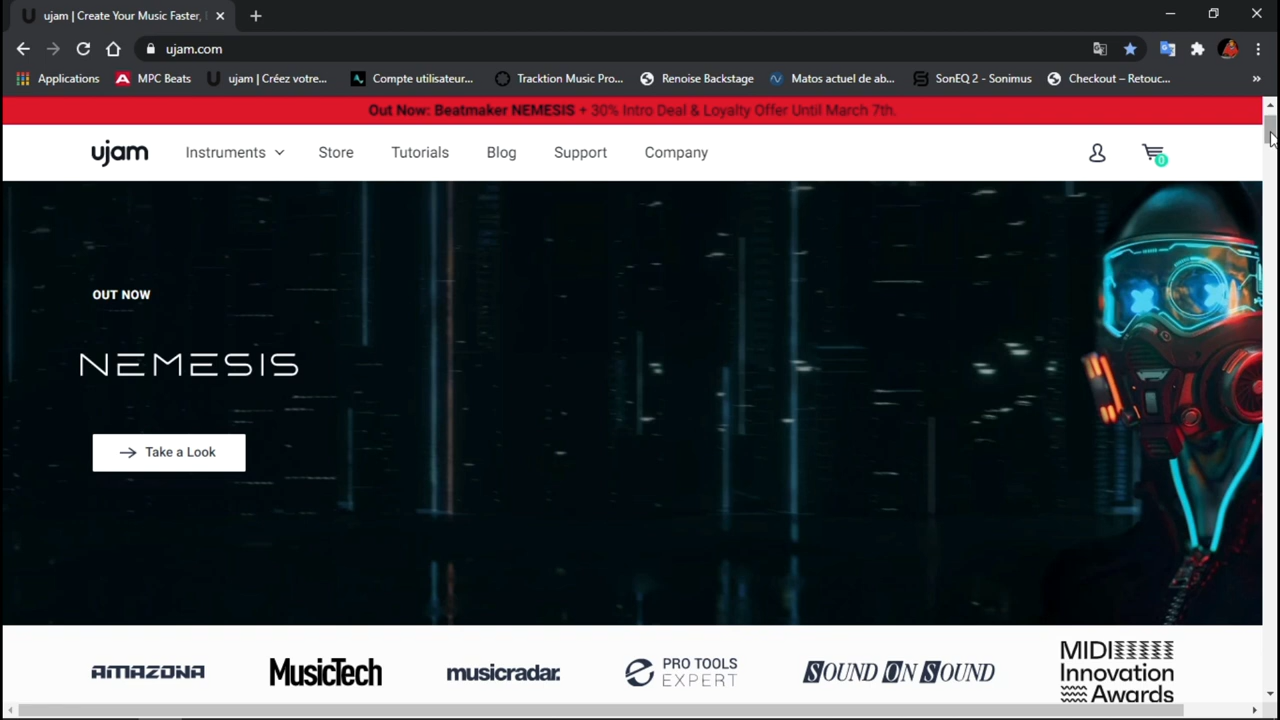 ujam | Create Your Music Faster,
ujam.com
Applications
MPC Beats
ujam | Créez votre...
Compte utilisateur...
Tracktion Music Pro...
Renoise Backstage
Matos actuel de ab...
SonEQ 2 - Sonimus
Checkout – Retouc...
Out Now: Beatmaker NEMESIS + 30% Intro Deal & Loyalty Offer Until March 7th.
ujam
Instruments
Store
Tutorials
Blog
Support
Company
0
OUT NOW
NEMESIS
Take a Look
AMAZONA
MusicTech
musicradar.
PRO TOOLS
EXPERT
SOUND ON SOUND
MIDI
Innovation
Awards